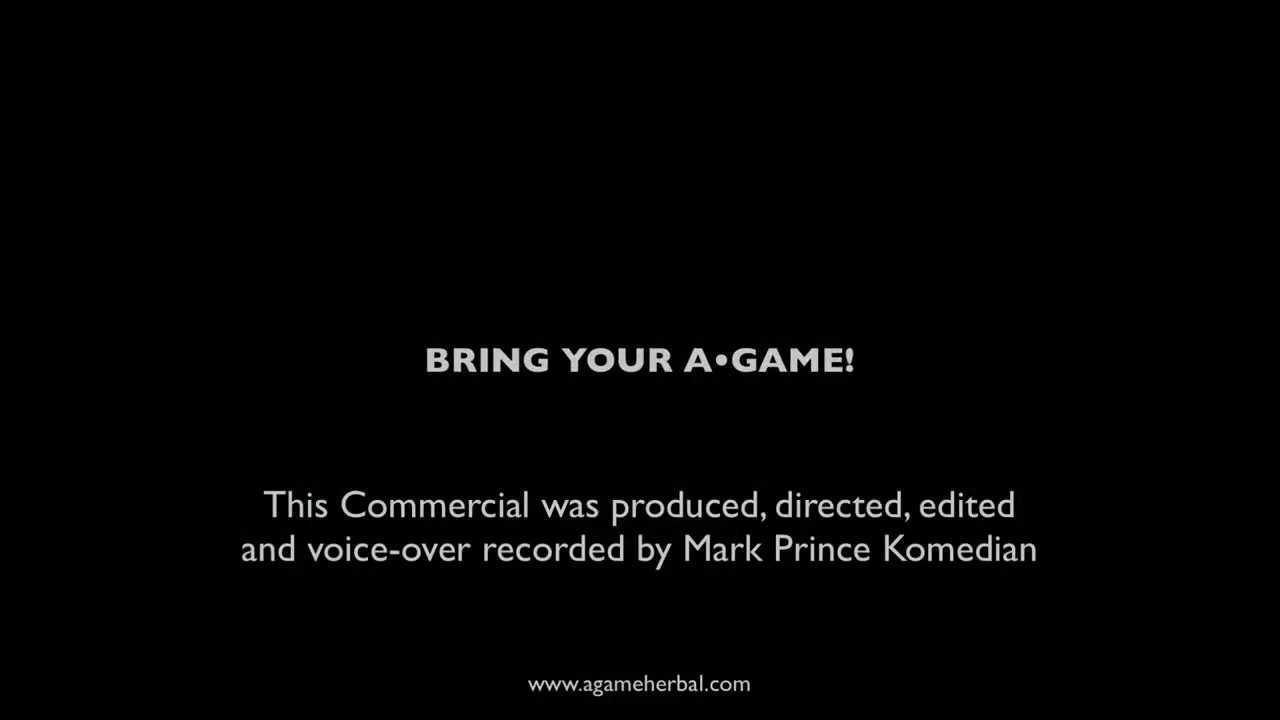 BRING YOUR A•GAME!
This Commercial was produced, directed, edited
and voice-over recorded by Mark Prince Komedian
www.agameherbal.com